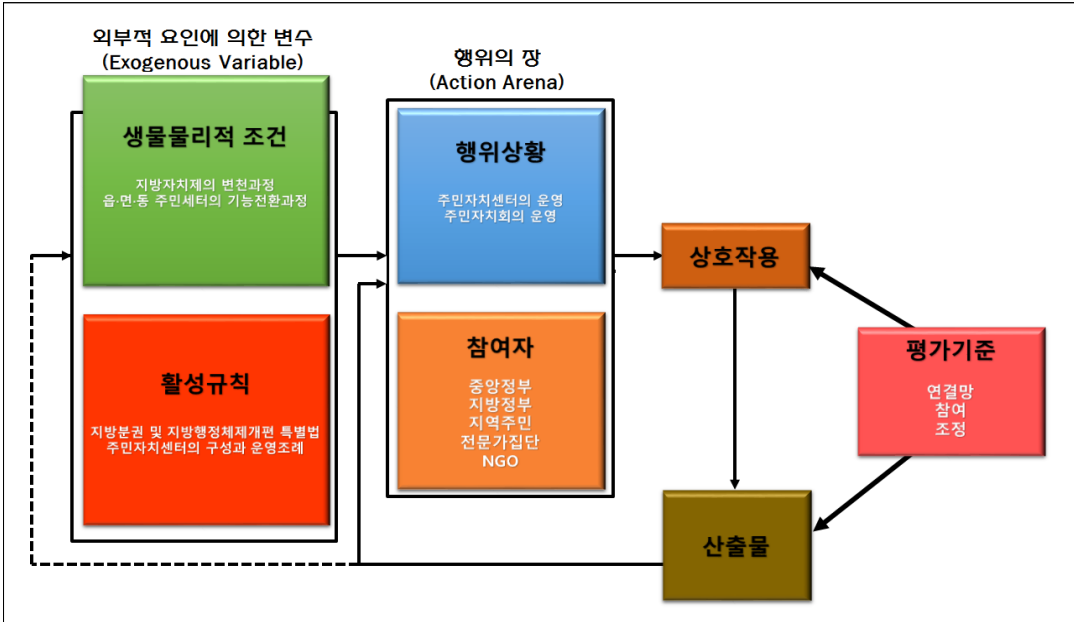 외부적 요인에 의한 변수
(Exogenous Variable)
생물물리적 조건
지방자치제의 변천과정
읍·면·동 주민세터의 기능전환과정
활성규칙
지방분권 및 지방행정체제개편 특별법
주민자치센터의 구성과 운영조례
행위의 장
(Action Arena)
행위상황
주민자치센터의 운영
주민자치회의 운영
참여자
중앙정부
지방정부
지역주민
전문가집단
NGO
상호작용
산출물
평가기준
연결망
참여
조정